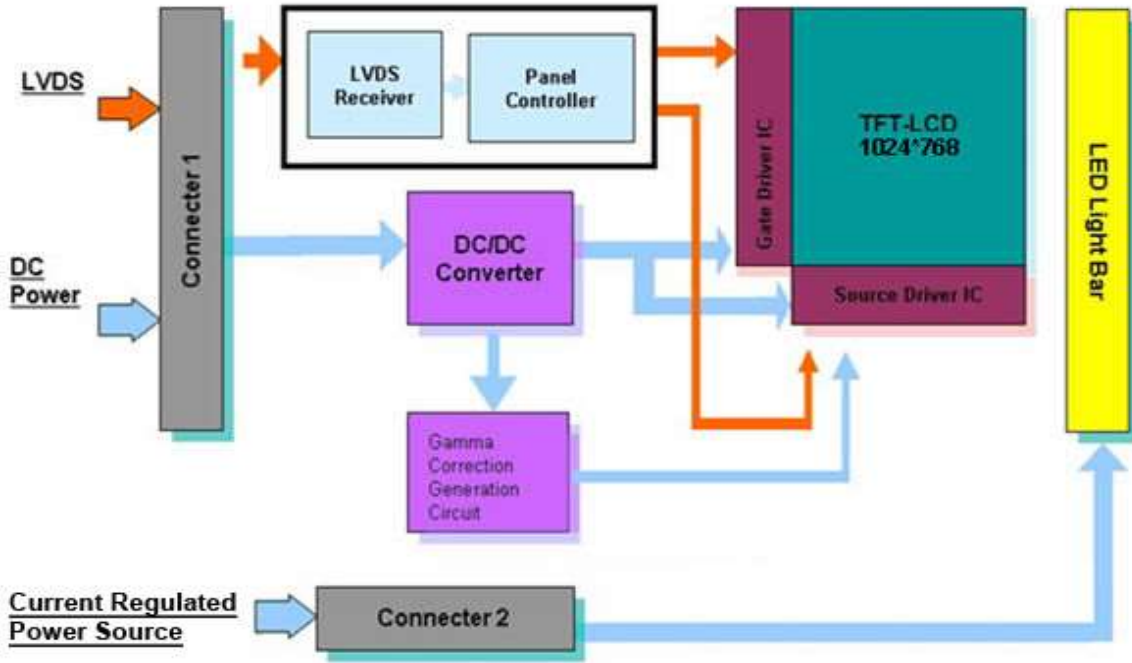 LVDS
DC
Power
Connecter 1
LVDS
Receiver
Panel
Controller
DC/DC
Converter
Gamma
Correction
Generation
Circuit
Gate Driver IC
TFT-LCD
1024*768
Source Driver IC
LED Light Bar
Current Regulated
Power Source
Connecter 2